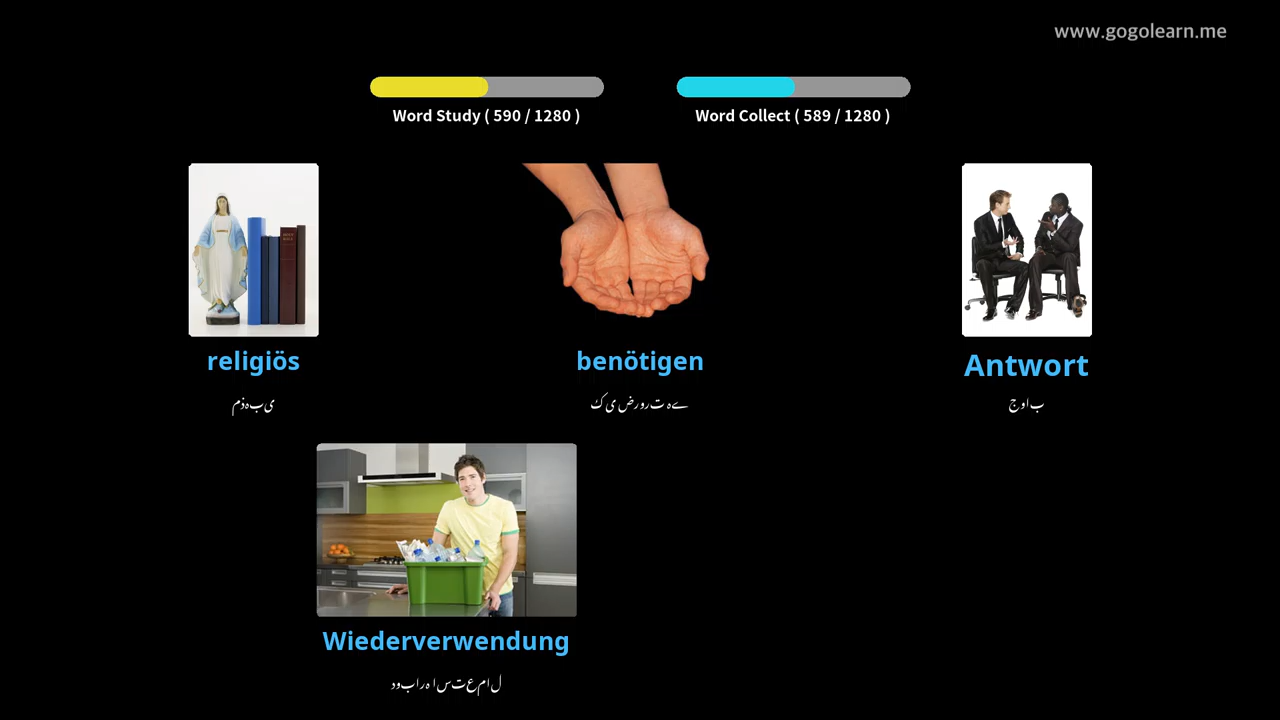 www.gogolearn.me
Word Study ( 590 / 1280 )
Word Collect ( 589 / 1280 )
religiös
مذہبی
benötigen
کی ضرورت ہے
Antwort
جواب
Wiederverwendung
دوبارہ استعمال